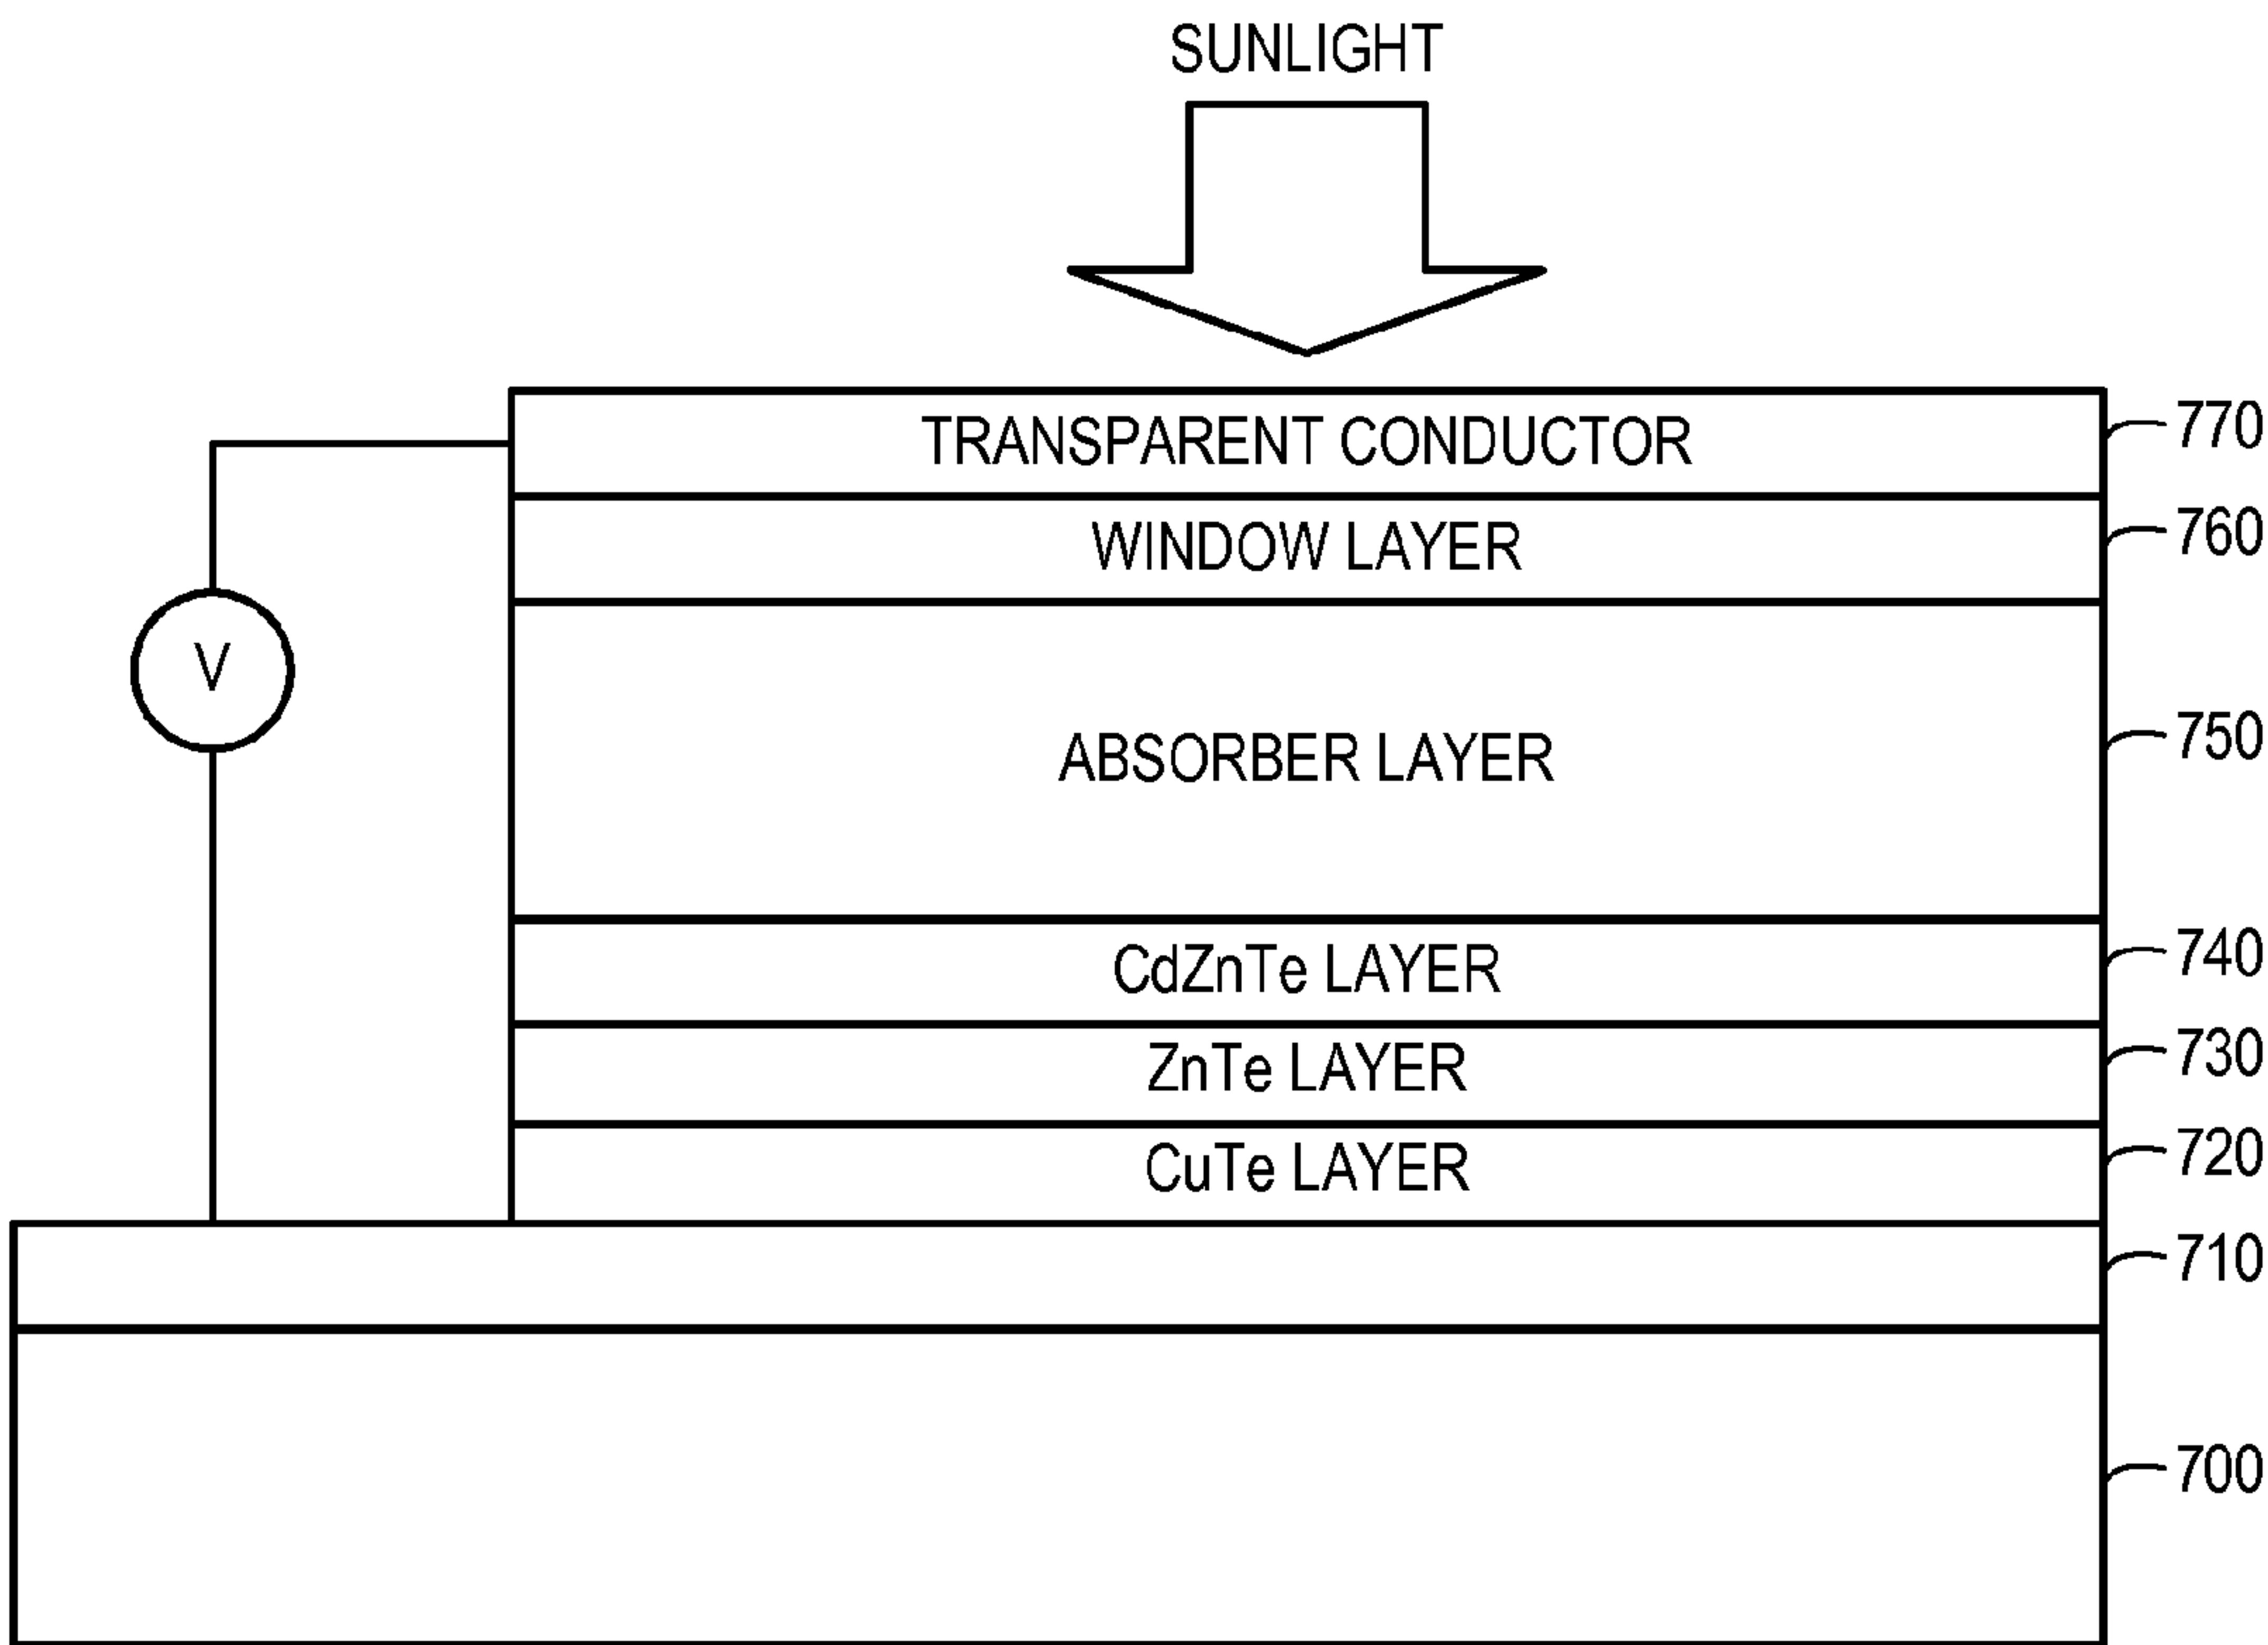 SUNLIGHT
TRANSPARENT CONDUCTOR
770
WINDOW LAYER
760
V
ABSORBER LAYER
750
CdZnTe LAYER
740
ZnTe LAYER
730
CuTe LAYER
720
710
700